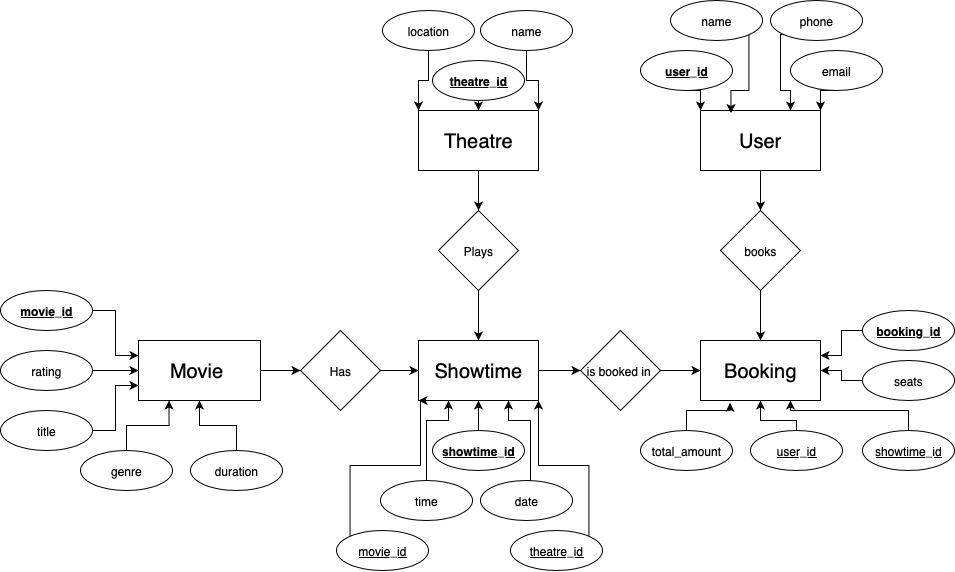 location
name
theatre_id
Theatre
name
phone
user_id
email
User
Plays
books
movie_id
rating
title
Movie
genre
duration
Has
Showtime
is booked in
Booking
booking_id
seats
showtime_id
time
date
movie_id
theatre_id
total_amount
user_id
showtime_id